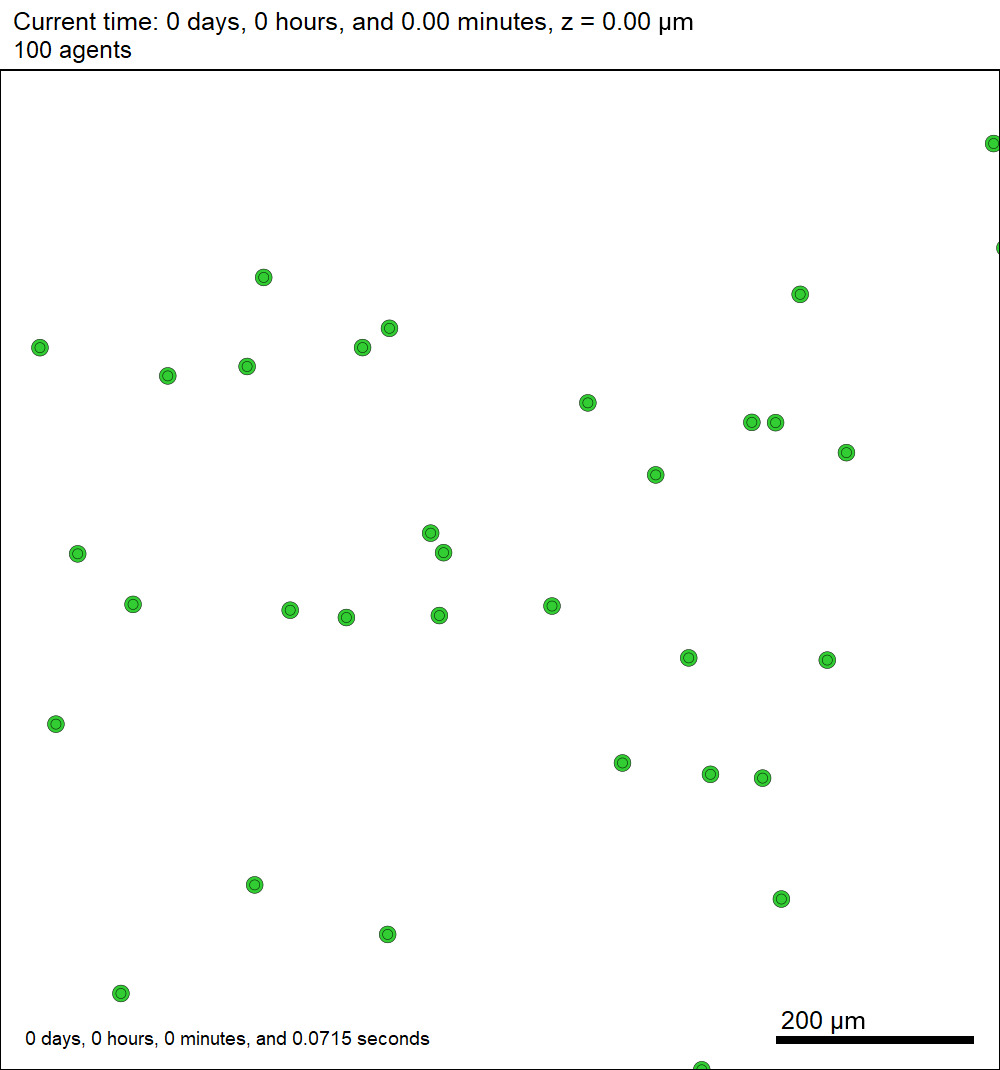 Current time: 0 days, 0 hours, and 0.00 minutes, z = 0.00 μm
100 agents
200 μm
0 days, 0 hours, 0 minutes, and 0.0715 seconds